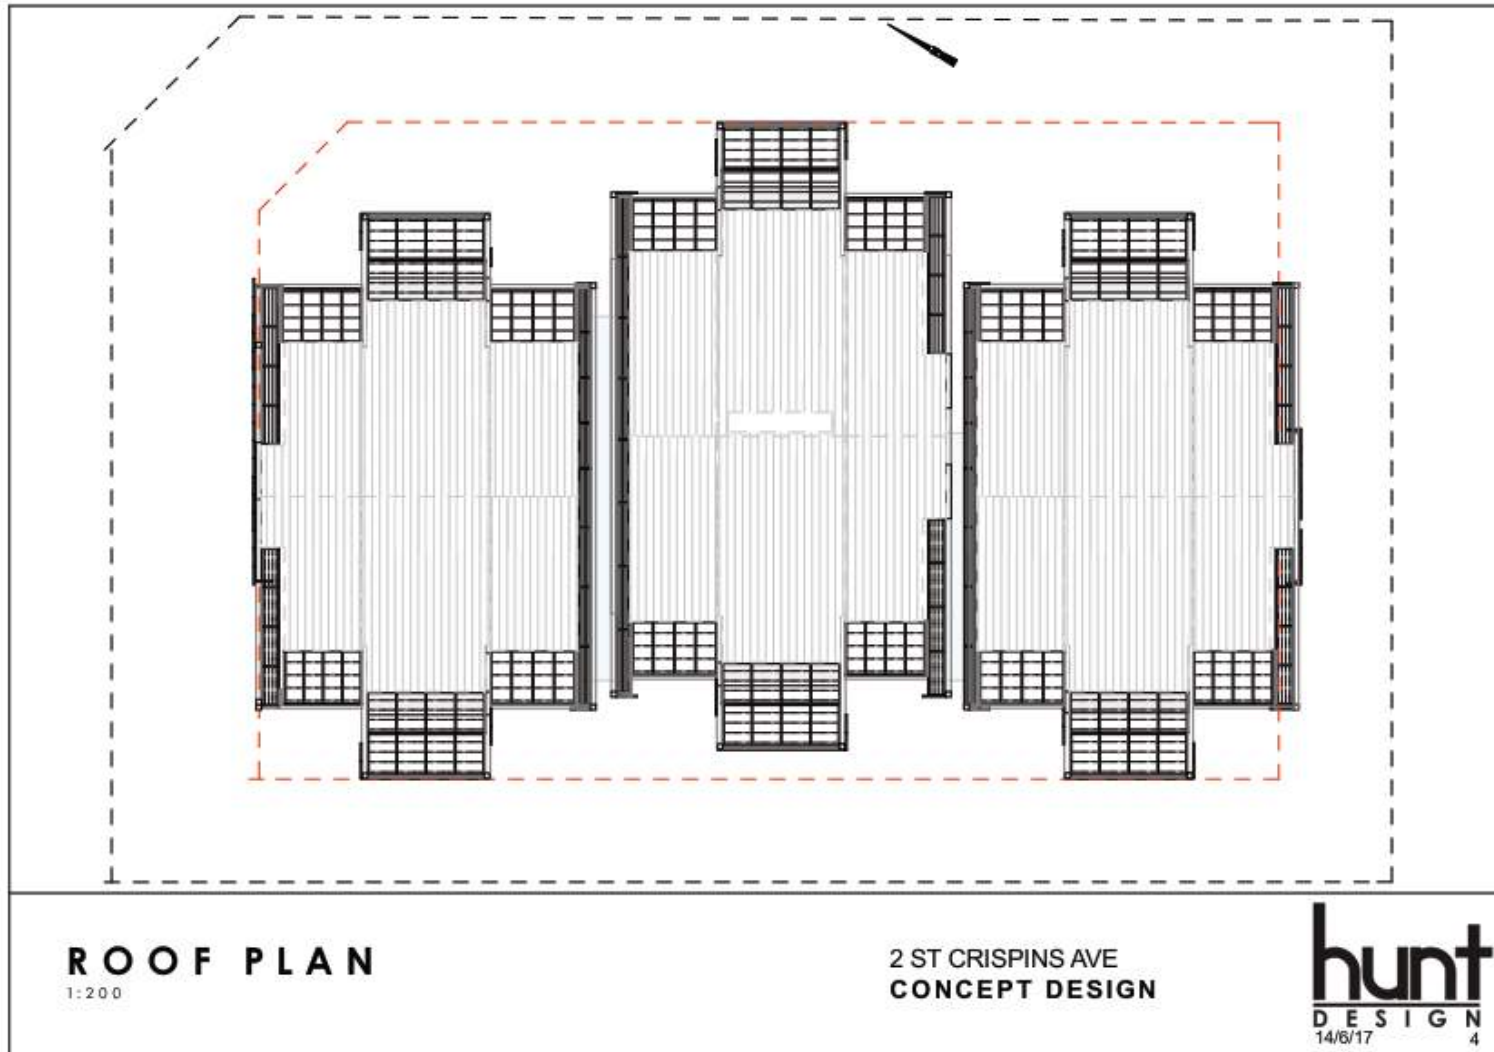 ROOF PLAN
1:200
2 ST CRISPINS AVE
CONCEPT DESIGN
hunt
DESIGN
14/6/17 4